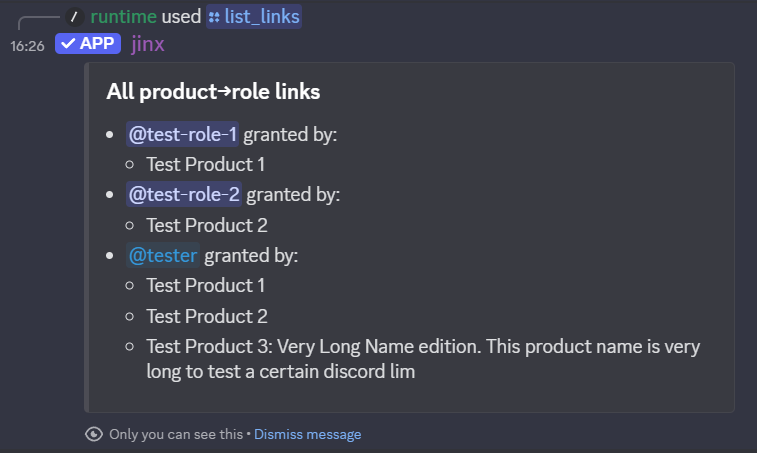 / runtime used list_links
16:26 ✓ APP jinx
All product→role links
• @test-role-1 granted by:
◦ Test Product 1
• @test-role-2 granted by:
◦ Test Product 2
• @tester granted by:
◦ Test Product 1
◦ Test Product 2
◦ Test Product 3: Very Long Name edition. This product name is very
long to test a certain discord lim
Only you can see this • Dismiss message